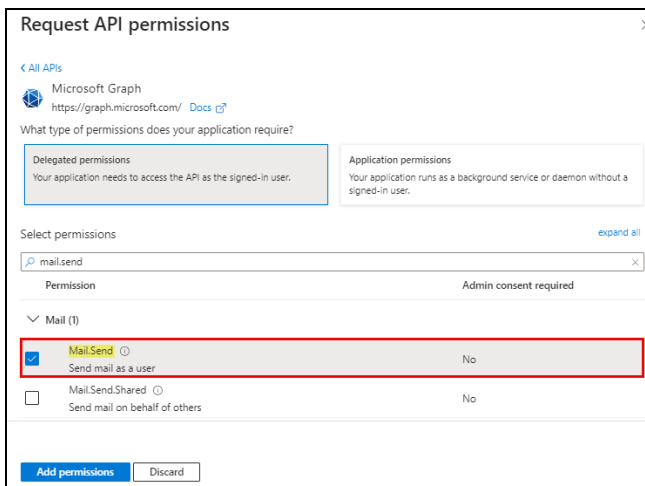 Request API permissions
All APIs
Microsoft Graph
https://graph.microsoft.com/ Docs
What type of permissions does your application require?
Delegated permissions
Your application needs to access the API as the signed-in user.
Application permissions
Your application runs as a background service or daemon without a
signed-in user.
Select permissions
expand all
mail.send
Permission
Admin consent required
Mail (1)
Mail.Send
Send mail as a user
No
Mail.Send.Shared
Send mail on behalf of others
No
Add permissions
Discard